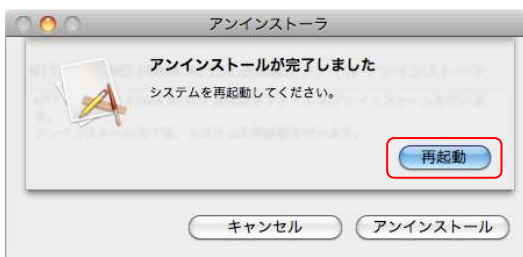 アンインストーラ
アンインストールが完了しました
システムを再起動してください。
再起動
キャンセル
アンインストール